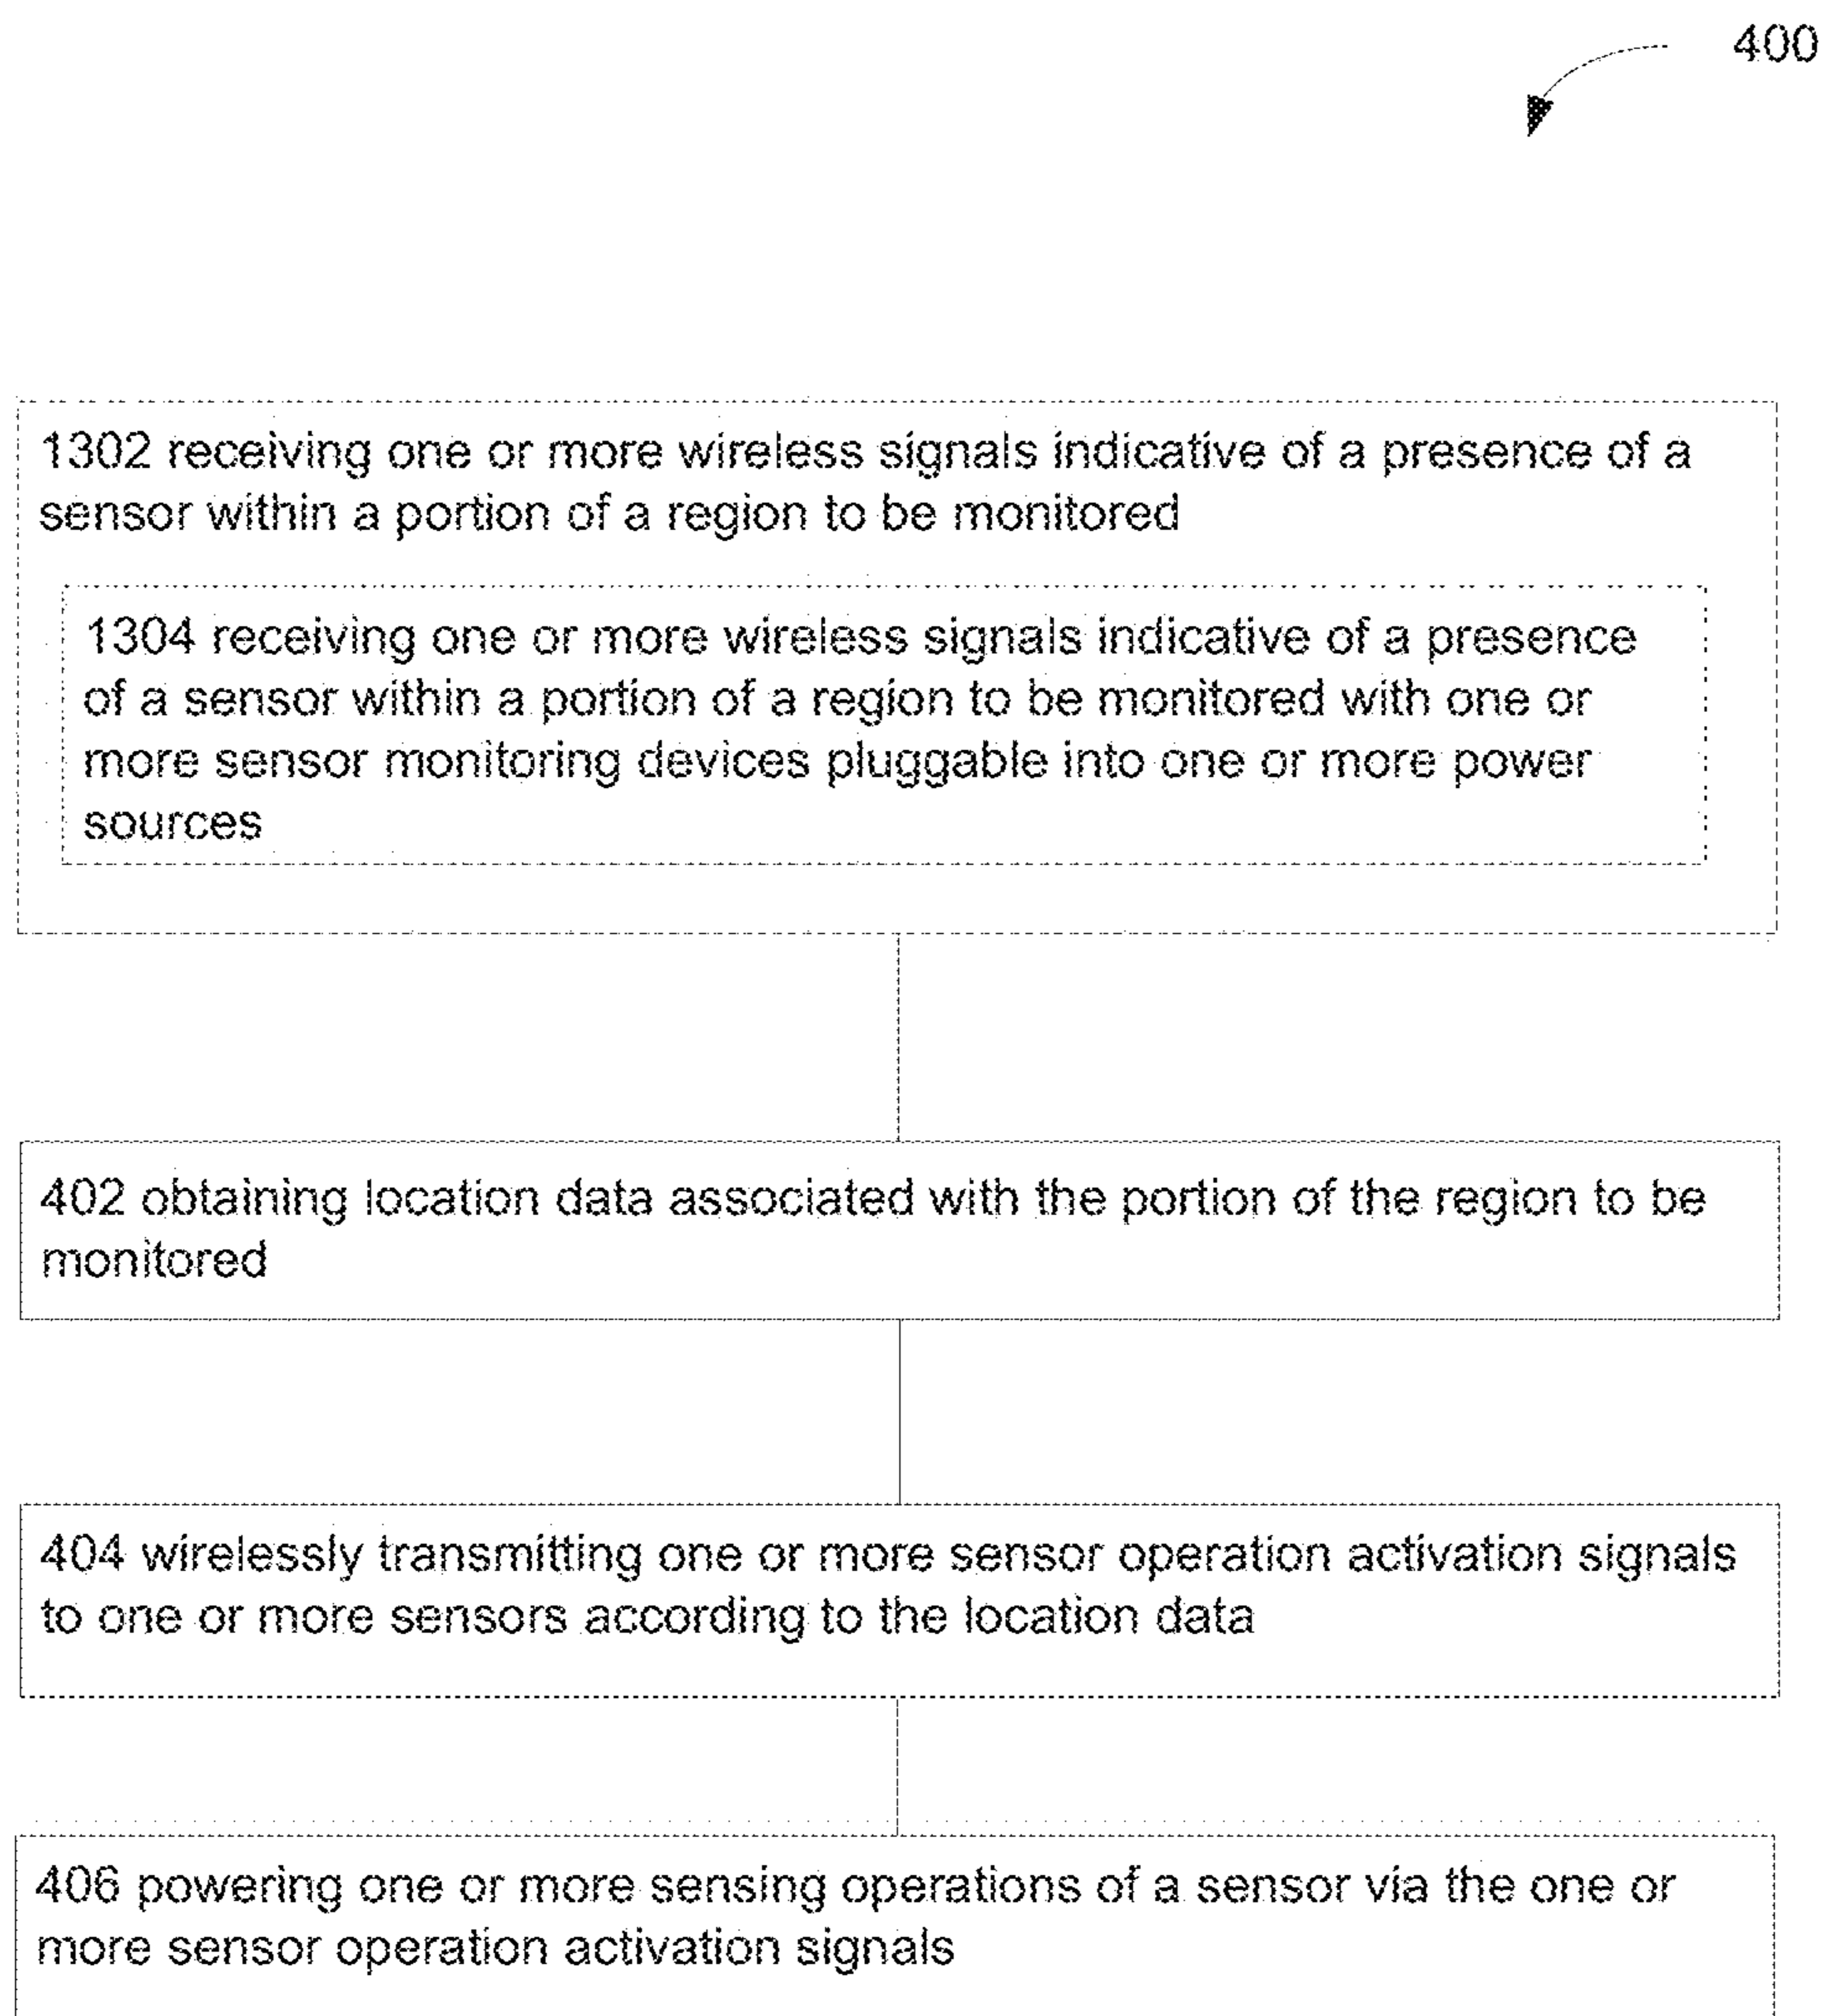 400
1302 receiving one or more wireless signals indicative of a presence of a
sensor within a portion of a region to be monitored
1304 receiving one or more wireless signals indicative of a presence
of a sensor within a portion of a region to be monitored with one or
more sensor monitoring devices pluggable into one or more power
sources
402 obtaining location data associated with the portion of the region to be
monitored
404 wirelessly transmitting one or more sensor operation activation signals
to one or more sensors according to the location data
406 powering one or more sensing operations of a sensor via the one or
more sensor operation activation signals